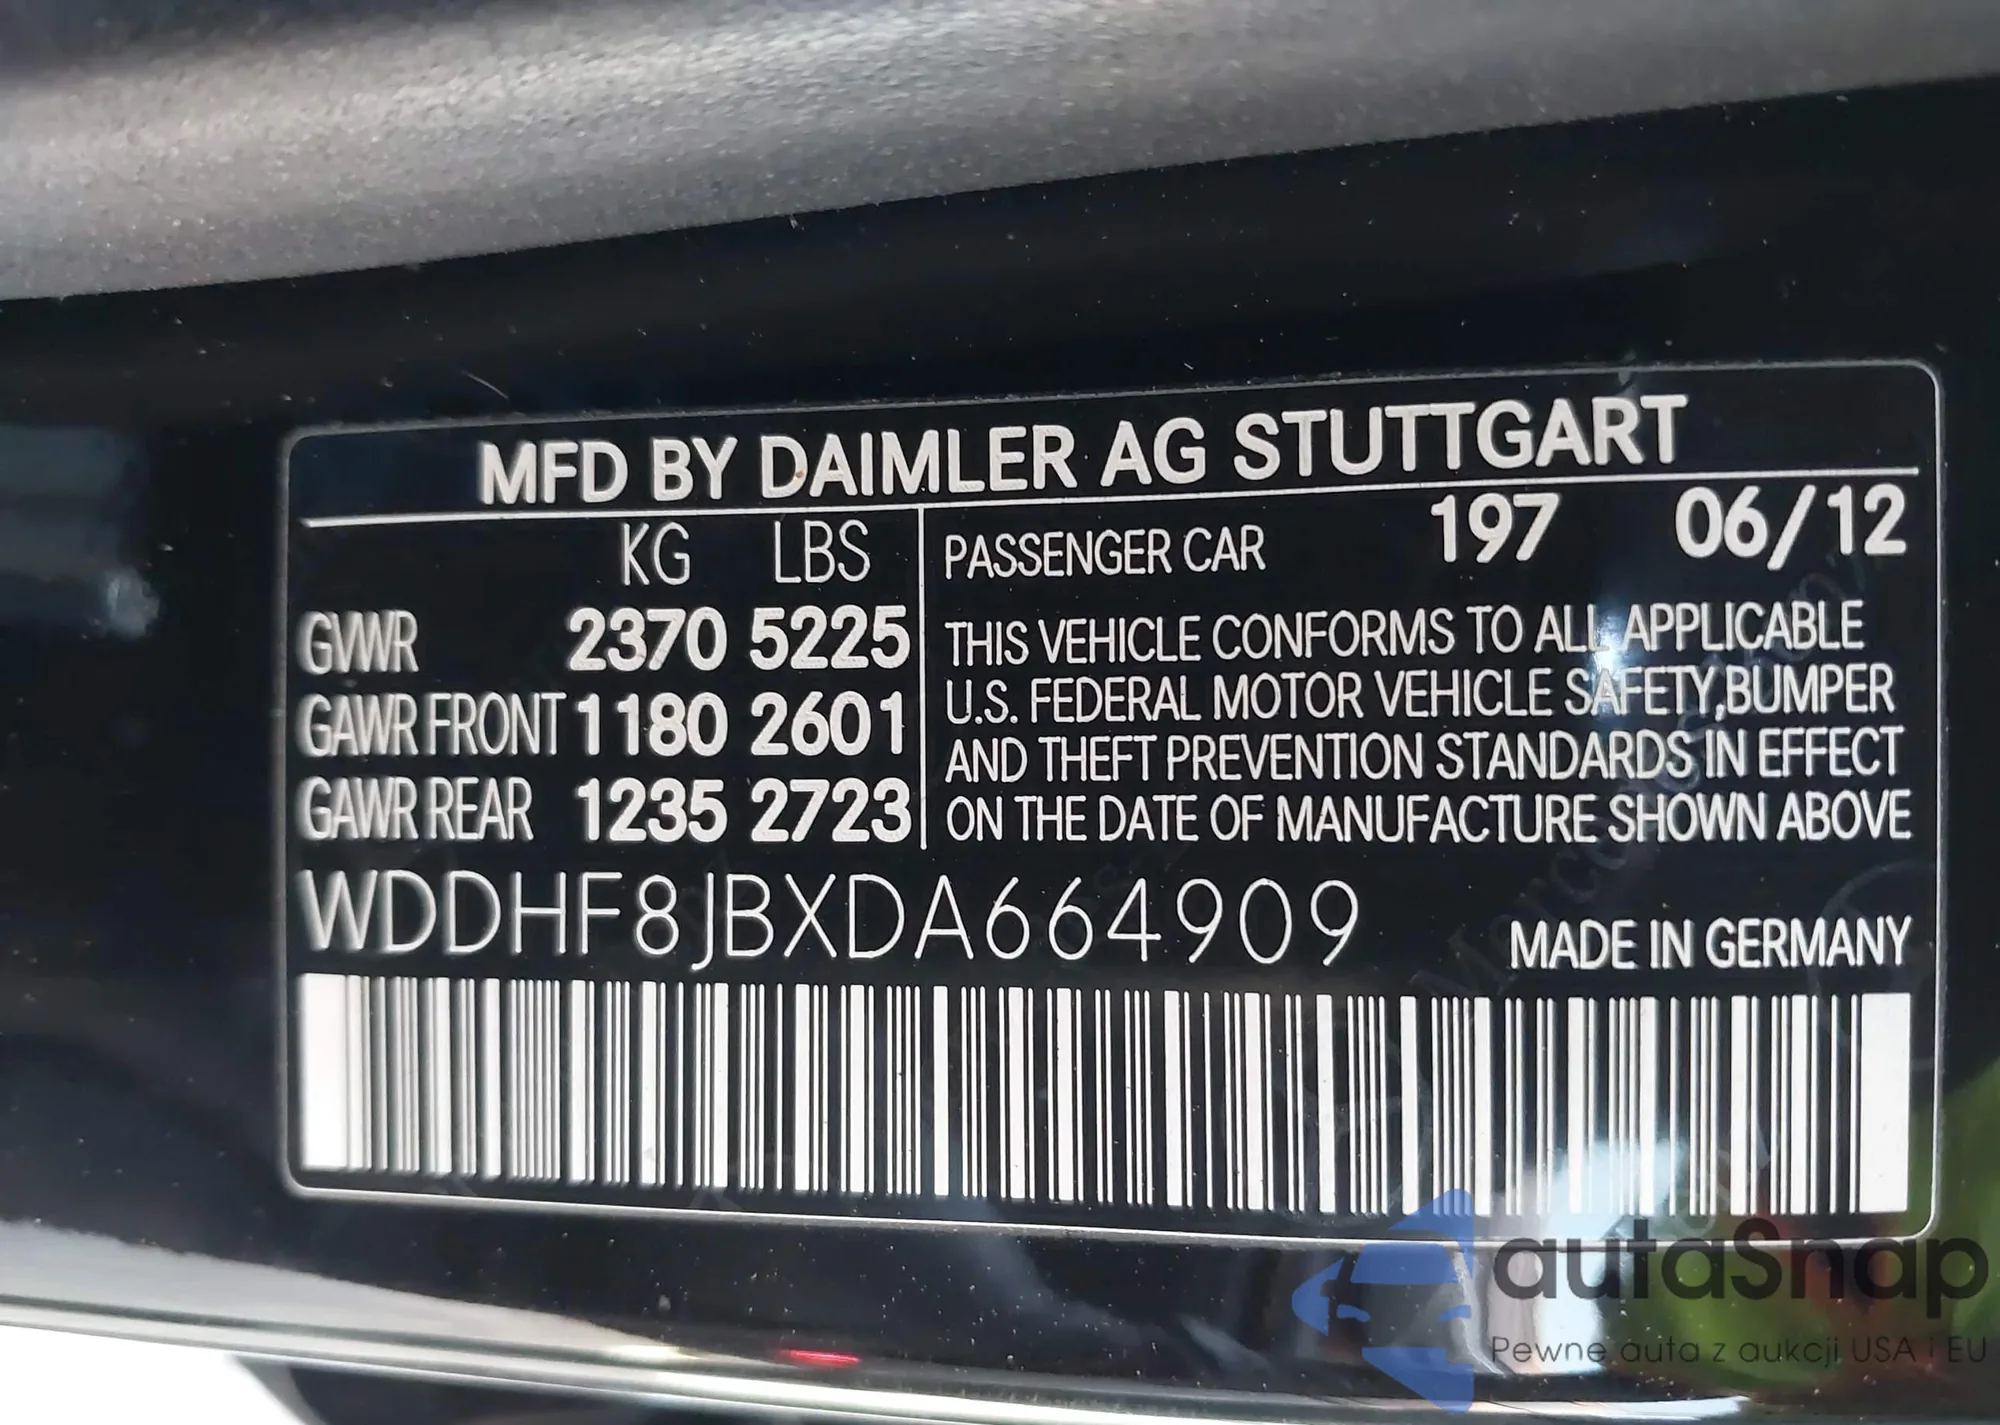 MFD BY DAIMLER AG STUTTGART
KG LBS
PASSENGER CAR 197 06/12
GVWR 2370 5225
GAWR FRONT 1180 2601
GAWR REAR 1235 2723
THIS VEHICLE CONFORMS TO ALL APPLICABLE
U.S. FEDERAL MOTOR VEHICLE SAFETY,BUMPER
AND THEFT PREVENTION STANDARDS IN EFFECT
ON THE DATE OF MANUFACTURE SHOWN ABOVE
WDDHF8JBXDA664909
MADE IN GERMANY
autaSnap
Pewne auta z aukcji USA i EU